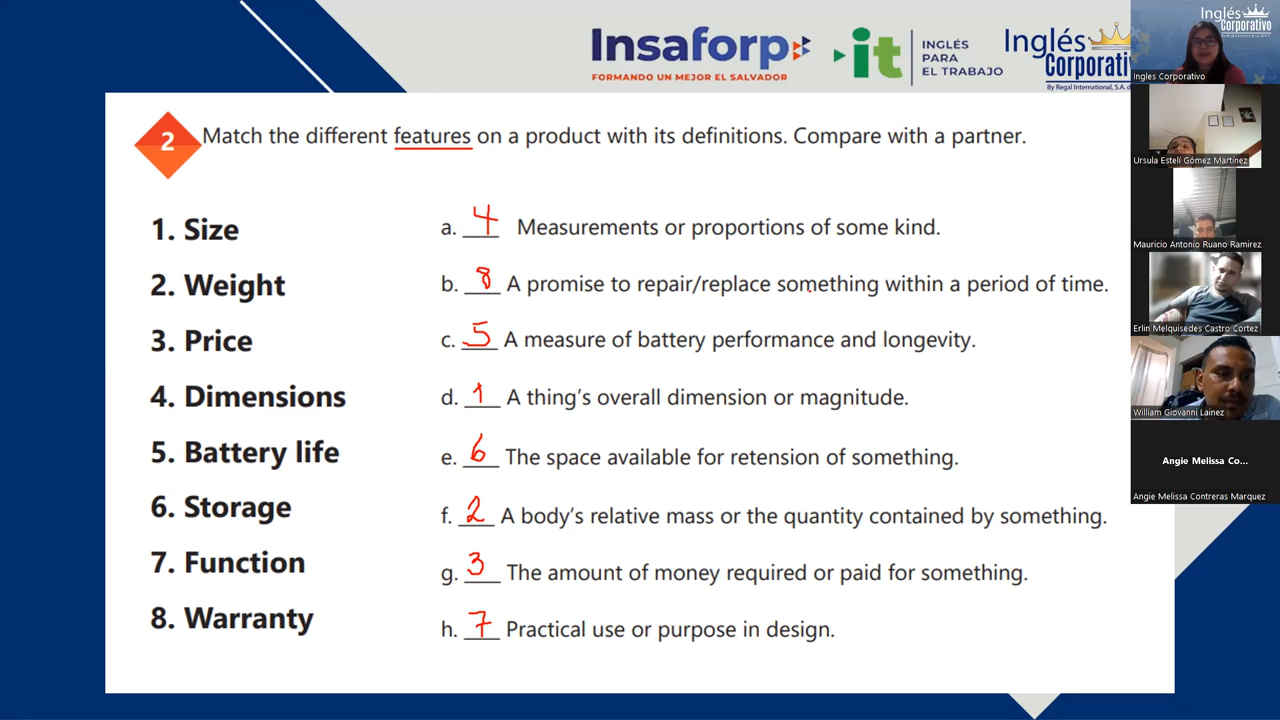 Insaforp
FORMANDO UN MEJOR EL SALVADOR
it
INGLÉS
PARA
EL TRABAJO
Inglés
Corporativo
By Regal International, S.A. d
Inglés
Corporativo
Ingles Corporativo
Ursula Estelí Gómez Martínez
Mauricio Antonio Ruano Ramirez
Erlin Melquisedes Castro Cortez
William Giovanni Lainez
Angie Melissa Co...
Angie Melissa Contreras Marquez
2 Match the different features on a product with its definitions. Compare with a partner.
1. Size
2. Weight
3. Price
4. Dimensions
5. Battery life
6. Storage
7. Function
8. Warranty
a. 4 Measurements or proportions of some kind.
b. 8 A promise to repair/replace something within a period of time.
c. 5 A measure of battery performance and longevity.
d. 1 A thing's overall dimension or magnitude.
e. 6 The space available for retension of something.
f. 2 A body's relative mass or the quantity contained by something.
g. 3 The amount of money required or paid for something.
h. 7 Practical use or purpose in design.